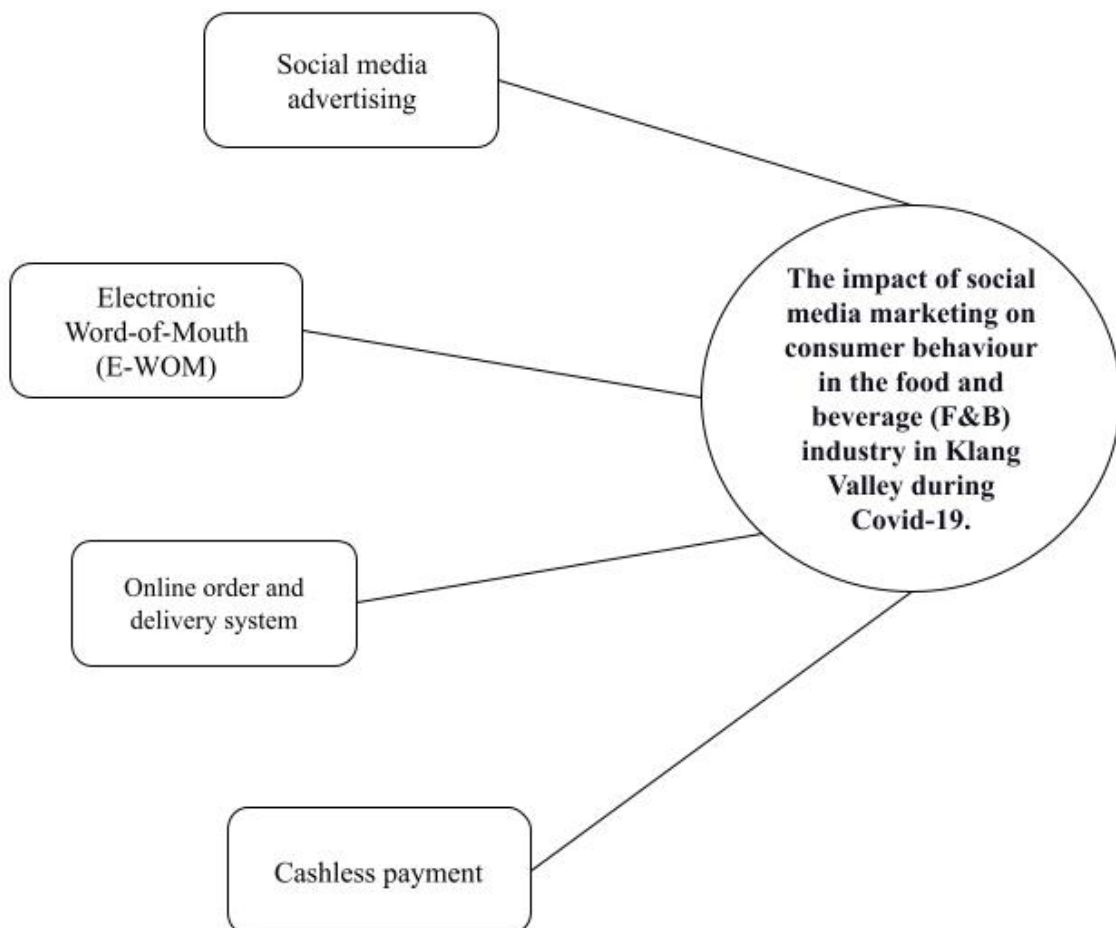 Social media
advertising
Electronic
Word-of-Mouth
(E-WOM)
Online order and
delivery system
Cashless payment
The impact of social
media marketing on
consumer behaviour
in the food and
beverage (F&B)
industry in Klang
Valley during
Covid-19.